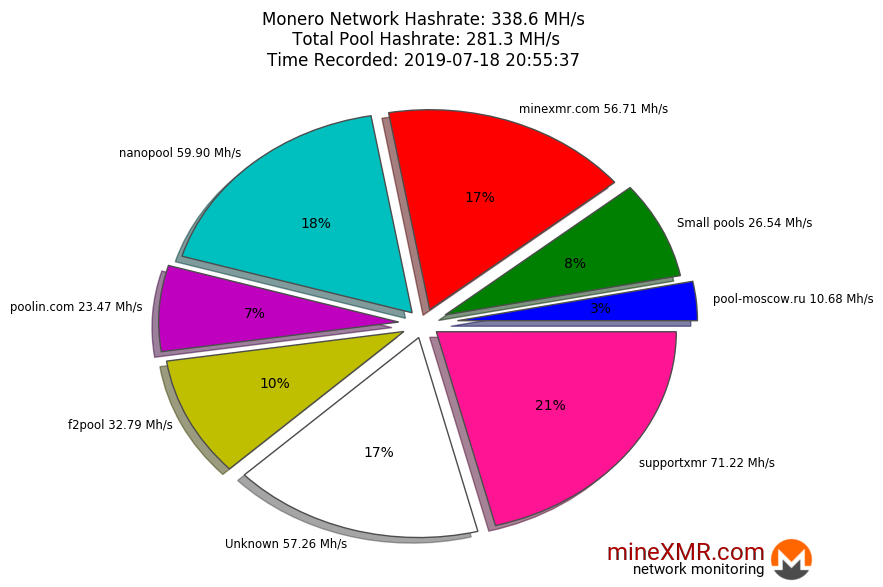 Monero Network Hashrate: 338.6 MH/s
Total Pool Hashrate: 281.3 MH/s
Time Recorded: 2019-07-18 20:55:37
minexmr.com 56.71 Mh/s
nanopool 59.90 Mh/s
17%
18%
Small pools 26.54 Mh/s
8%
pool-moscow.ru 10.68 Mh/s
3%
poolin.com 23.47 Mh/s
7%
10%
21%
f2pool 32.79 Mh/s
17%
supportxmr 71.22 Mh/s
Unknown 57.26 Mh/s
mineXMR.com
network monitoring